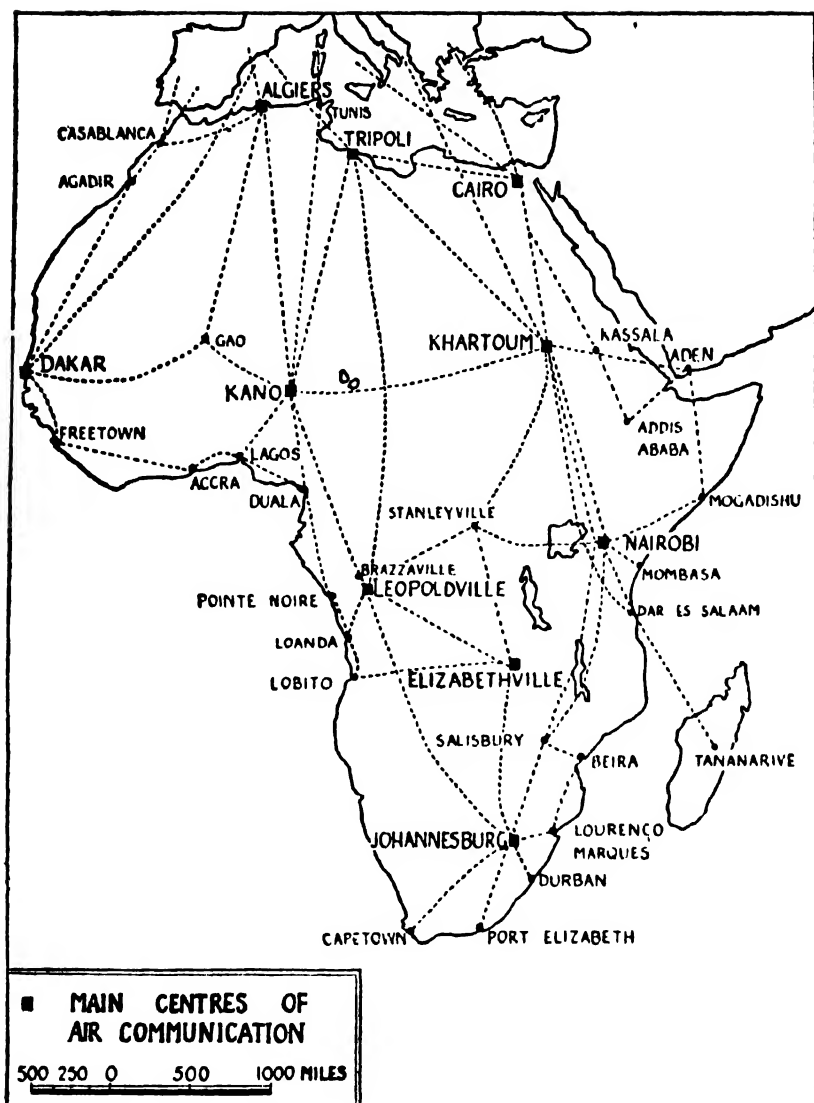 ALGIERS
TUNIS
CASABLANCA
TRIPOLI
AGADIR
CAIRO
GAO
KHARTOUM
KASSALA
ADEN
DAKAR
KANO
ADDIS
ABABA
FREETOWN
LAGOS
ACCRA
DUALA
STANLEYVILLE
MOGADISHU
NAIROBI
BRAZZAVILLE
MOMBASA
LEOPOLDVILLE
POINTE NOIRE
DAR ES SALAAM
LOANDA
LOBITO
ELIZABETHVILLE
SALISBURY
BEIRA
TANANARIVE
JOHANNESBURG
LOURENÇO
MARQUES
DURBAN
CAPETOWN
PORT ELIZABETH
MAIN CENTRES OF
AIR COMMUNICATION
500 250 0 500 1000 MILES